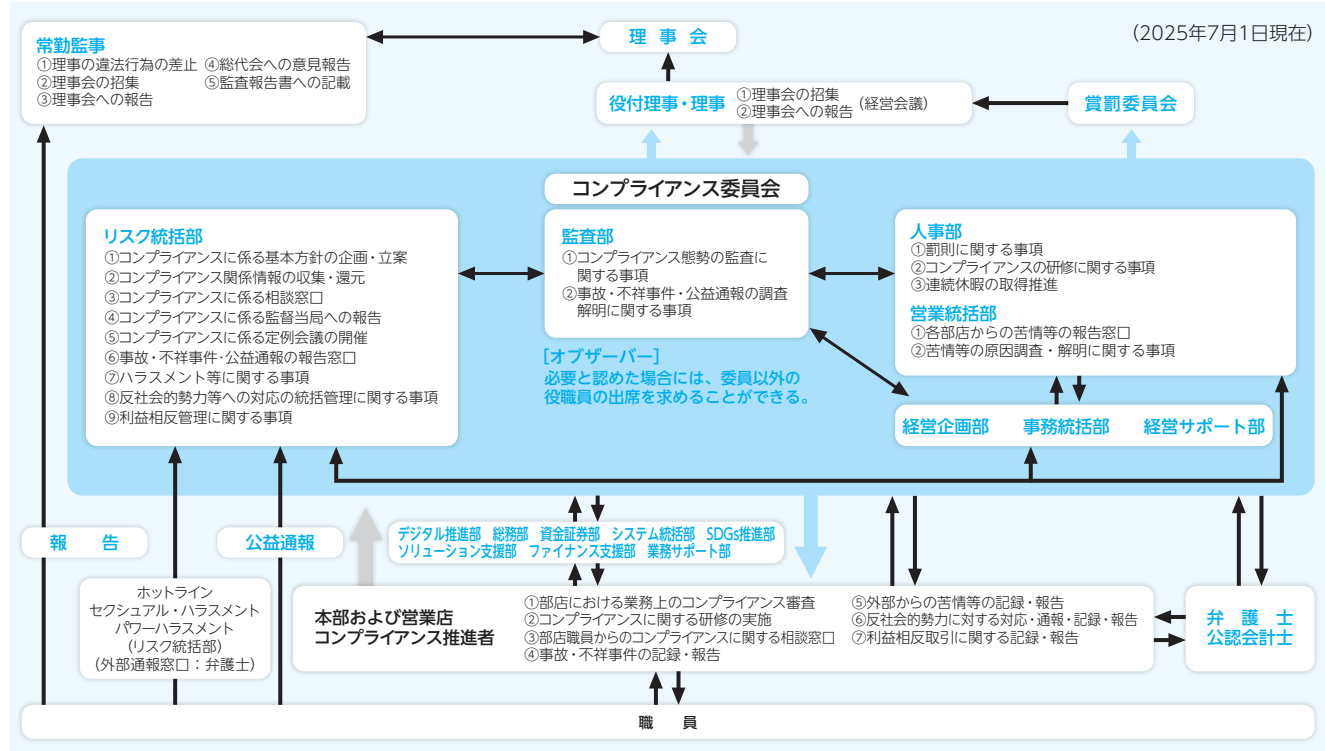 (2025年7月1日現在)
常勤監事
①理事の違法行為の差止 ④総代会への意見報告
②理事会の招集 ⑤監査報告書への記載
③理事会への報告
理 事 会
役付理事・理事
①理事会の招集
②理事会への報告
(経営会議)
賞罰委員会
コンプライアンス委員会
リスク統括部
①コンプライアンスに係る基本方針の企画・立案
②コンプライアンス関係情報の収集・還元
③コンプライアンスに係る相談窓口
④コンプライアンスに係る監督当局への報告
⑤コンプライアンスに係る定例会議の開催
⑥事故・不祥事件・公益通報の報告窓口
⑦ハラスメント等に関する事項
⑧反社会的勢力等への対応の統括管理に関する事項
⑨利益相反管理に関する事項
監査部
①コンプライアンス態勢の監査に
関する事項
②事故・不祥事件・公益通報の調査
解明に関する事項
[オブザーバー]
必要と認めた場合には、委員以外の
役職員の出席を求めることができる。
人事部
①罰則に関する事項
②コンプライアンスの研修に関する事項
③連続休暇の取得推進
営業統括部
①各部店からの苦情等の報告窓口
②苦情等の原因調査・解明に関する事項
経営企画部 事務統括部 経営サポート部
報 告
公益通報
デジタル推進部 総務部 資金証券部 システム統括部 SDGs推進部
ソリューション支援部 ファイナンス支援部 業務サポート部
ホットライン
セクシュアル・ハラスメント
パワーハラスメント
(リスク統括部)
(外部通報窓口：弁護士)
本部および営業店
コンプライアンス推進者
①部店における業務上のコンプライアンス審査
②コンプライアンスに関する研修の実施
③部店職員からのコンプライアンスに関する相談窓口
④事故・不祥事件の記録・報告
⑤外部からの苦情等の記録・報告
⑥反社会的勢力に対する対応・通報・記録・報告
⑦利益相反取引に関する記録・報告
弁 護 士
公認会計士
職 員